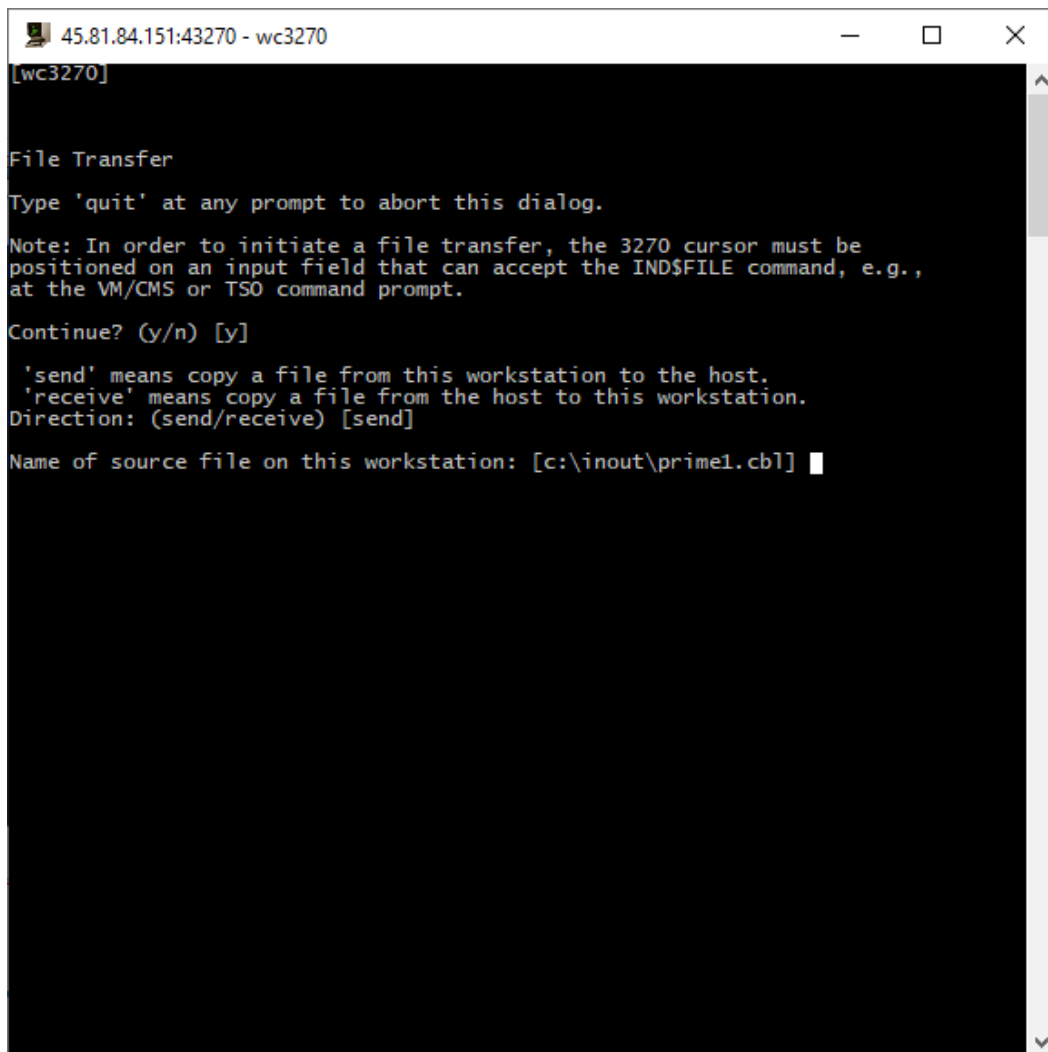 45.81.84.151:43270 - wc3270
[wc3270]
File Transfer
Type 'quit' at any prompt to abort this dialog.
Note: In order to initiate a file transfer, the 3270 cursor must be
positioned on an input field that can accept the IND$FILE command, e.g.,
at the VM/CMS or TSO command prompt.
Continue? (y/n) [y]
'send' means copy a file from this workstation to the host.
'receive' means copy a file from the host to this workstation.
Direction: (send/receive) [send]
Name of source file on this workstation: [c:\inout\prime1.cbl]